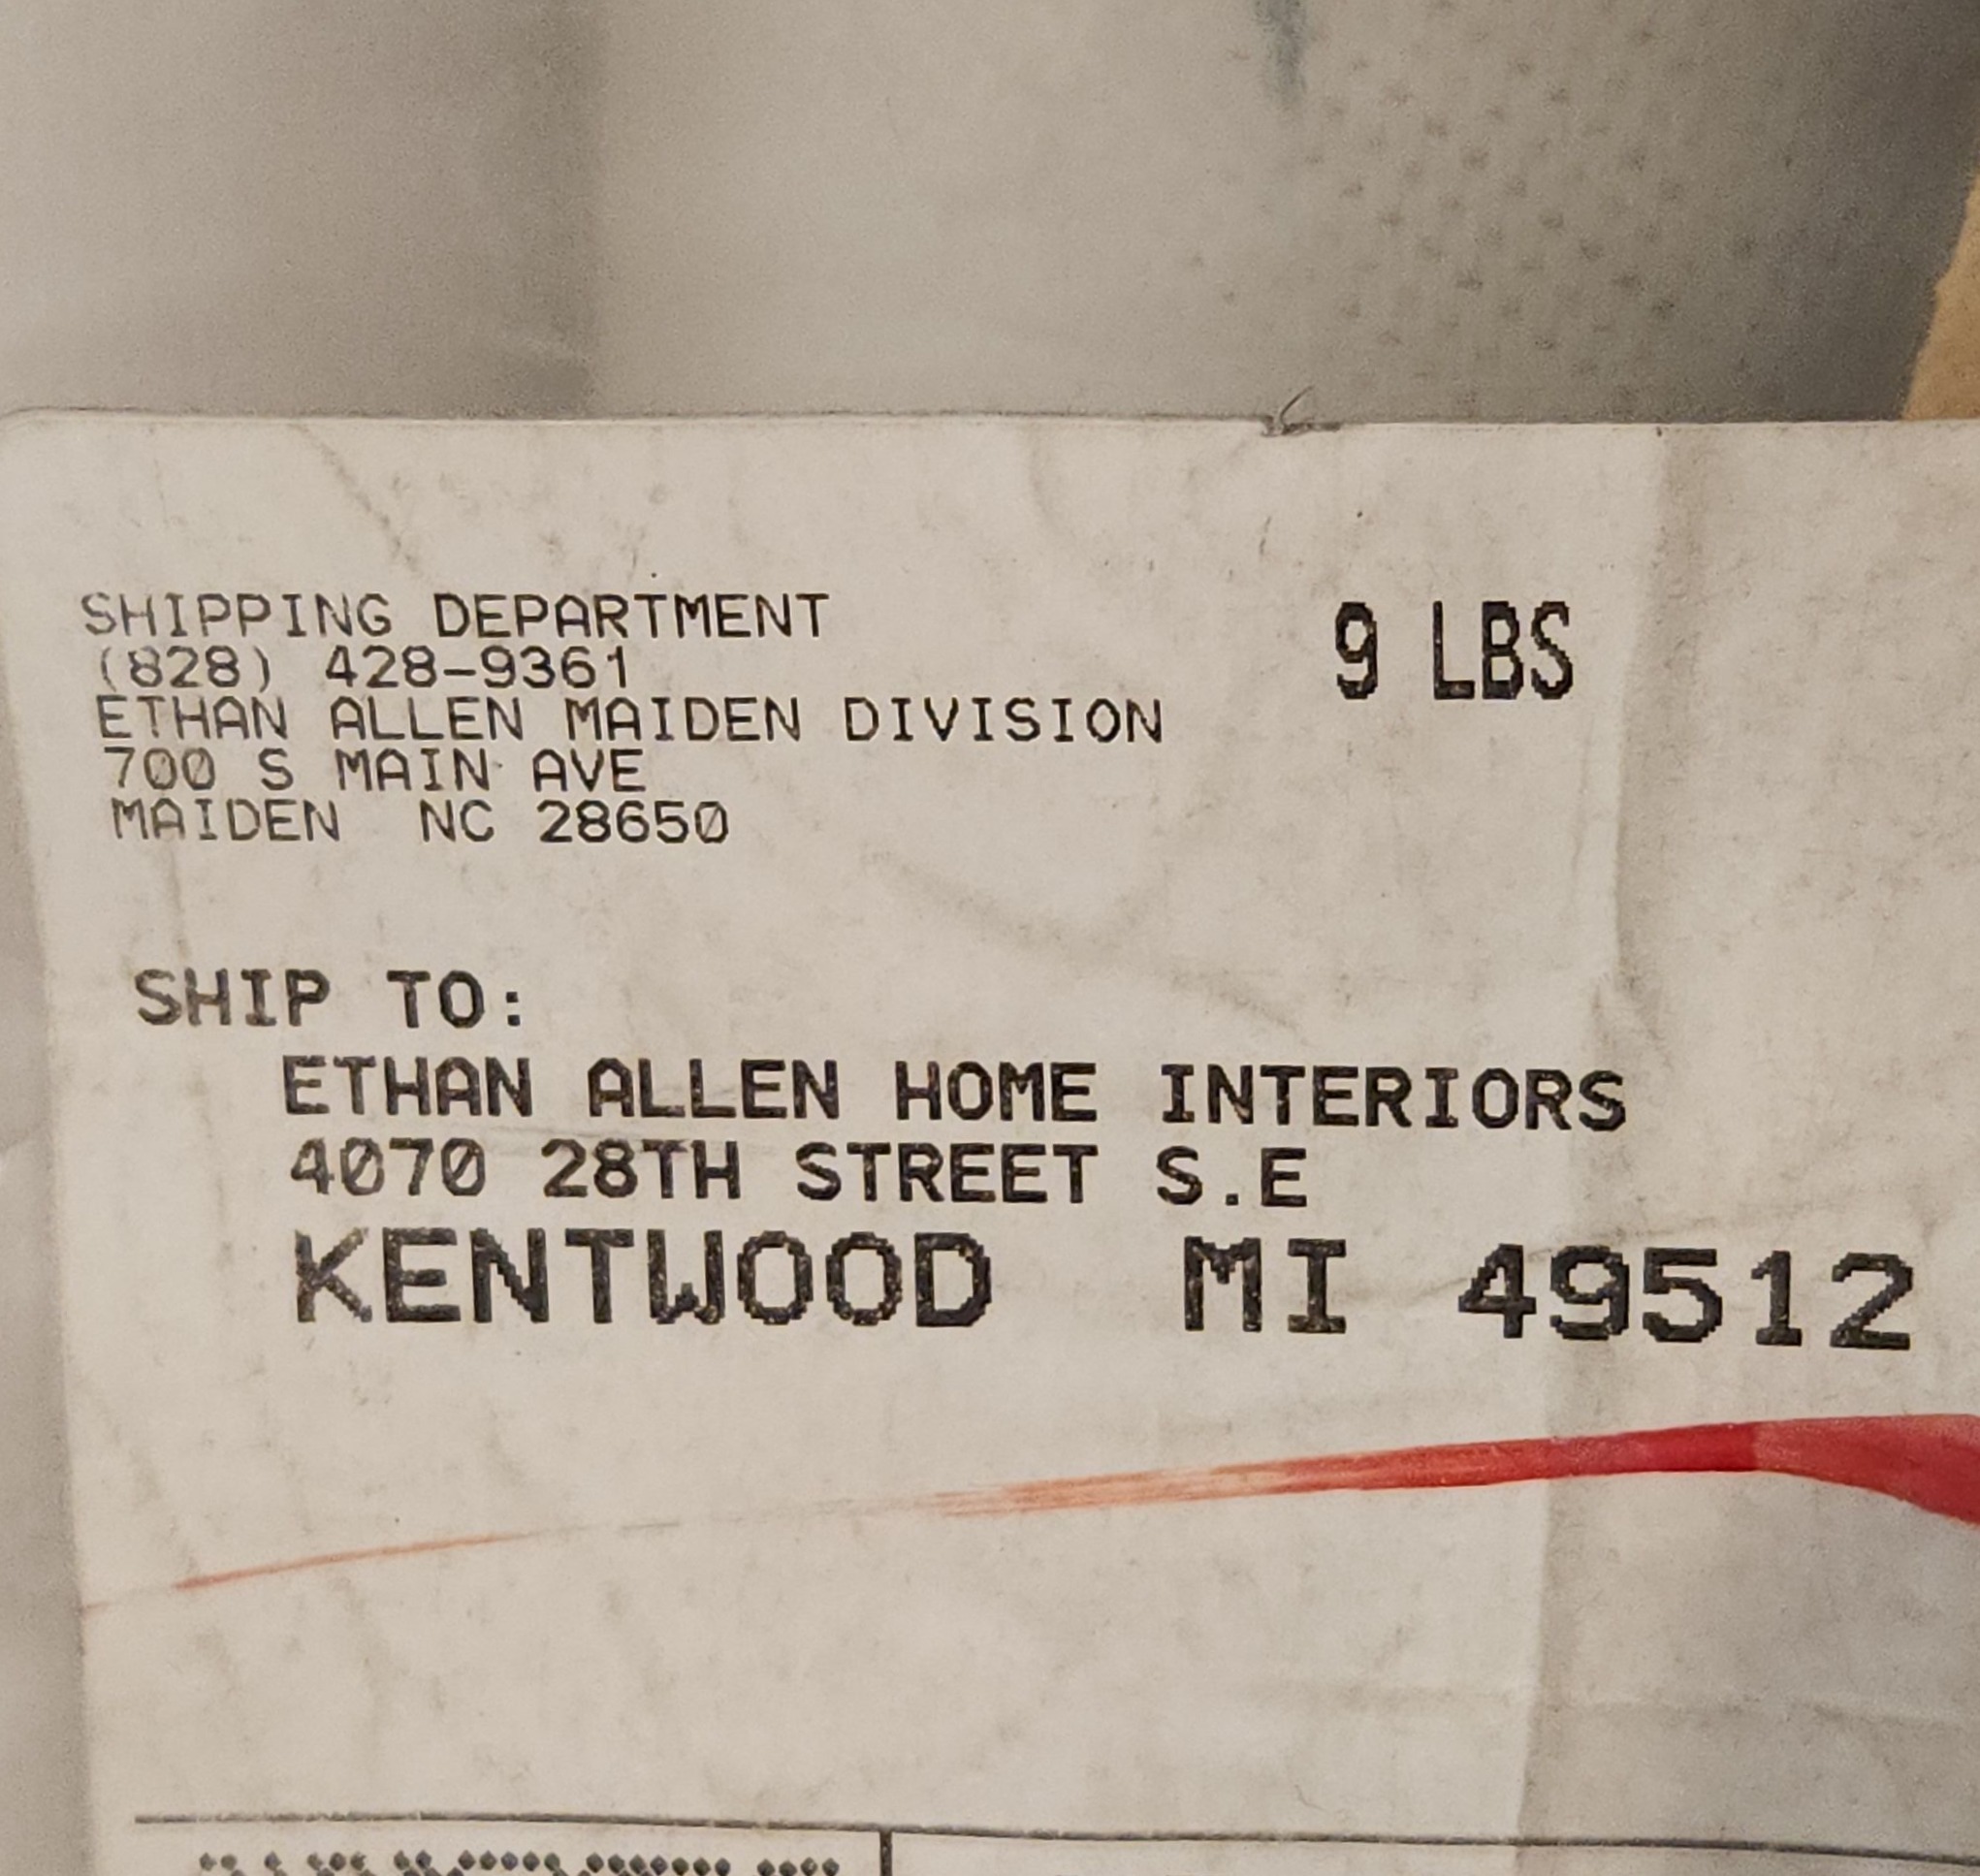 SHIPPING DEPARTMENT
9 LBS
(828) 428-9361
ETHAN ALLEN MAIDEN DIVISION
700 S MAIN AVE
MAIDEN NC 28650
SHIP TO:
ETHAN ALLEN HOME INTERIORS
4070 28TH STREET S.E
KENTWOOD MI 49512